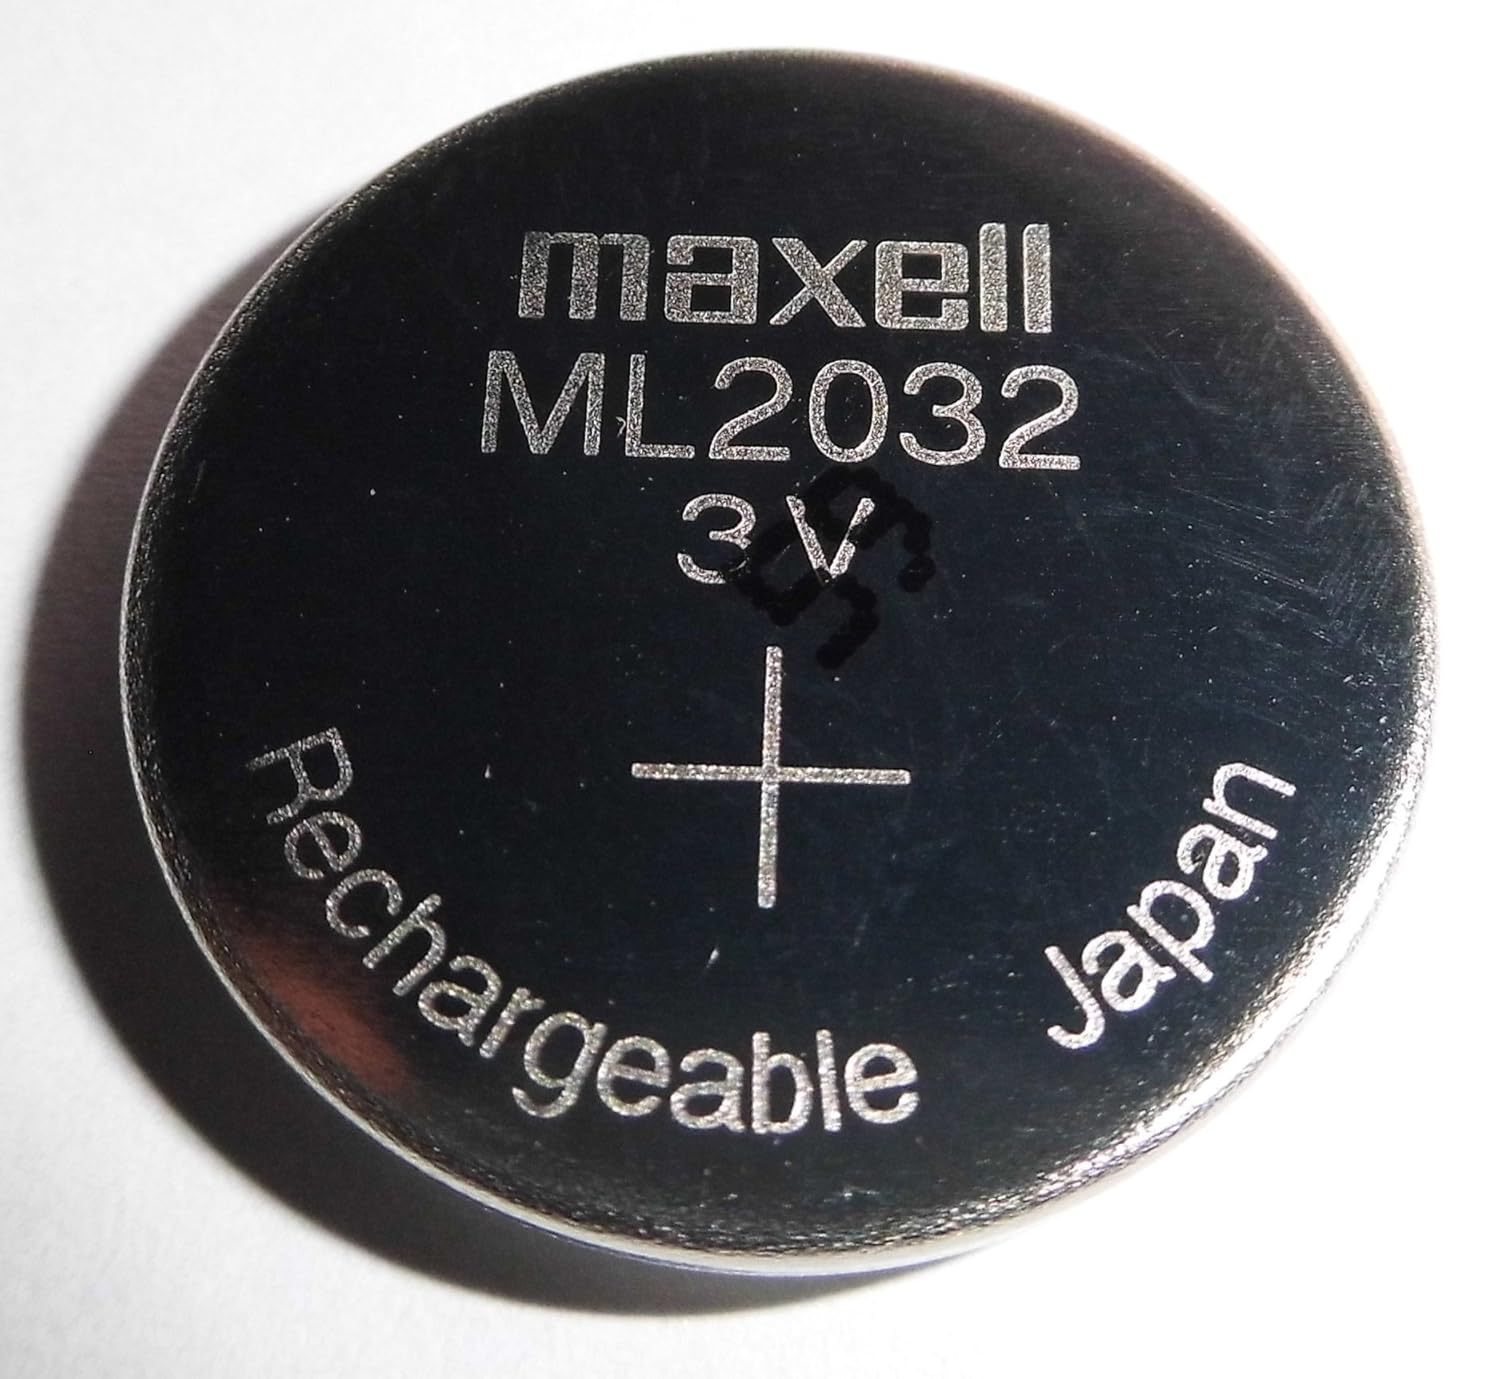 maxell
ML2032
3V
Rechargeable
Japan